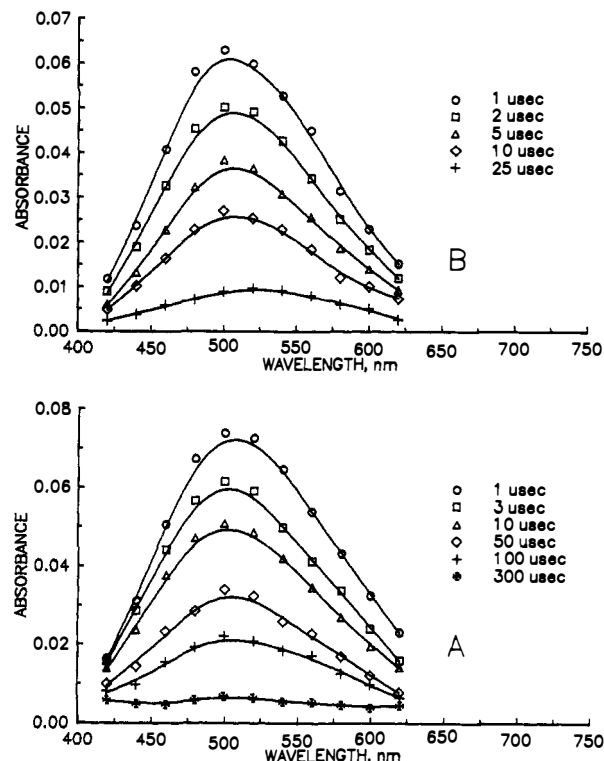 0.07
0.06
0.05
0.04
0.03
0.02
0.01
0.00
ABSORBANCE
1 usec
2 usec
5 usec
10 usec
25 usec
B
400 450 500 550 600 650 700 750
WAVELENGTH, nm
0.08
0.06
0.04
0.02
0.00
ABSORBANCE
1 usec
3 usec
10 usec
50 usec
100 usec
300 usec
A
400 450 500 550 600 650 700 750
WAVELENGTH, nm